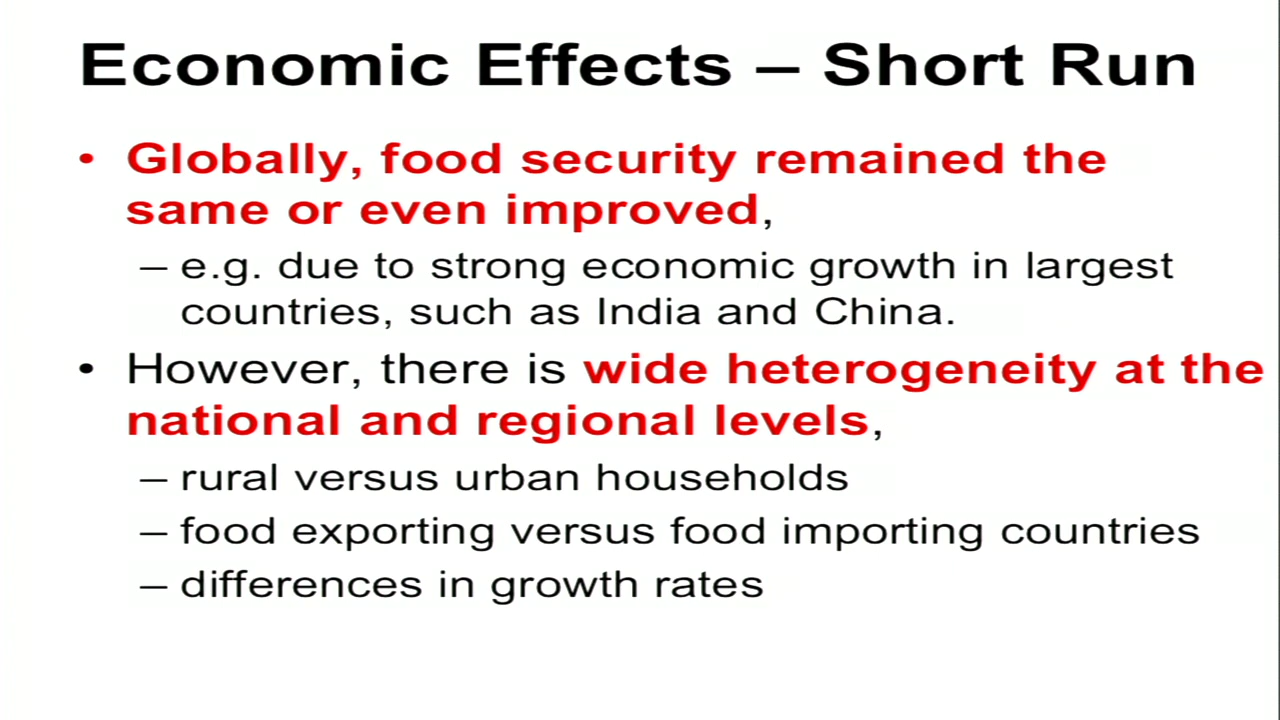 Economic Effects – Short Run
• Globally, food security remained the
same or even improved,
– e.g. due to strong economic growth in largest
countries, such as India and China.
• However, there is wide heterogeneity at the
national and regional levels,
– rural versus urban households
– food exporting versus food importing countries
– differences in growth rates